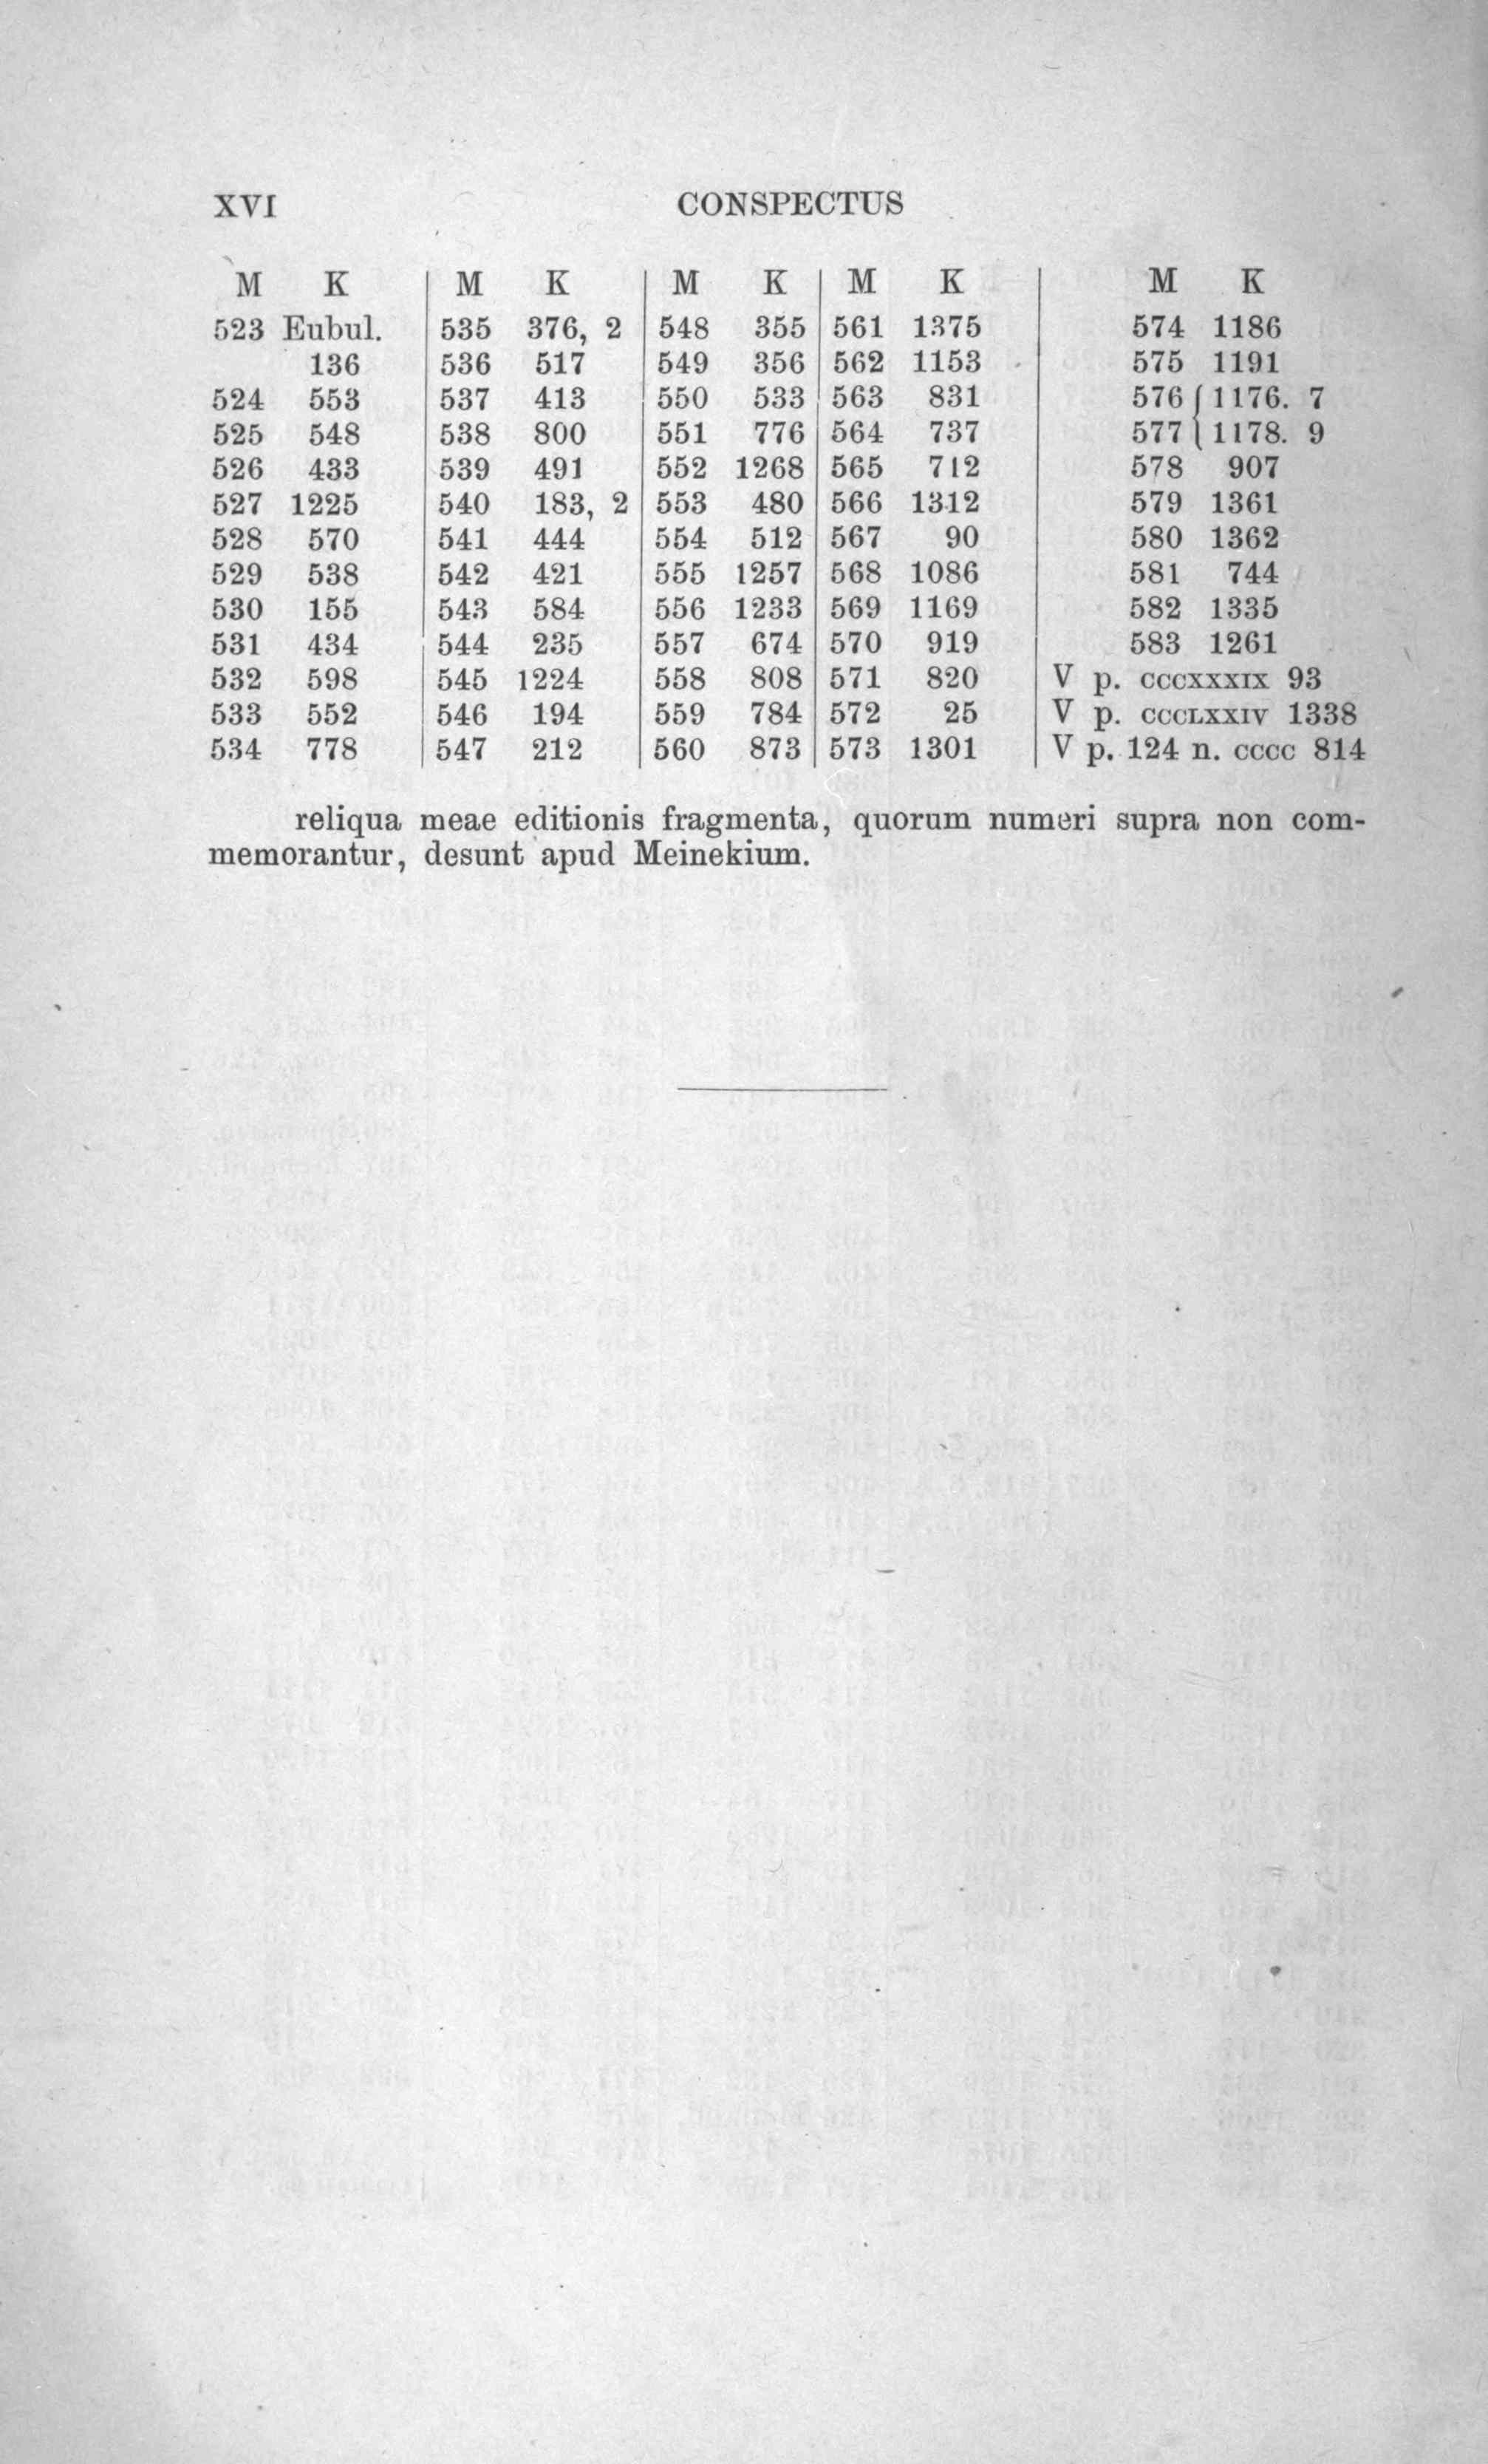 XVI CONSPECTUS
M K M K M K M K M K
523 Eubul. 535 376, 2 548 355 561 1375 574 1186
136 536 517 549 356 562 1153 575 1191
524 553 537 413 550 533 563 831 576 { 1176. 7
525 548 538 800 551 776 564 737 577 { 1178. 9
526 433 539 491 552 1268 565 712 578 907
527 1225 540 183, 2 553 480 566 1312 579 1361
528 570 541 444 554 512 567 90 580 1362
529 538 542 421 555 1257 568 1086 581 744
530 155 543 584 556 1233 569 1169 582 1335
531 434 544 235 557 674 570 919 583 1261
532 598 545 1224 558 808 571 820 V p. CCCXXXIX 93
533 552 546 194 559 784 572 25 V p. CCCLXXIV 1338
534 778 547 212 560 873 573 1301 V p. 124 n. CCCC 814
reliqua meae editionis fragmenta, quorum numeri supra non com-
memorantur, desunt apud Meinekium.